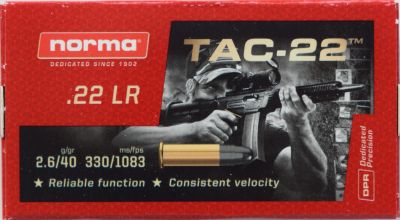 norma®
DEDICATED SINCE 1902
TAC-22™
.22 LR
g/gr ms/fps
2.6/40 330/1083
★ Reliable function ★ Consistent velocity
DPR Dedicated Precision